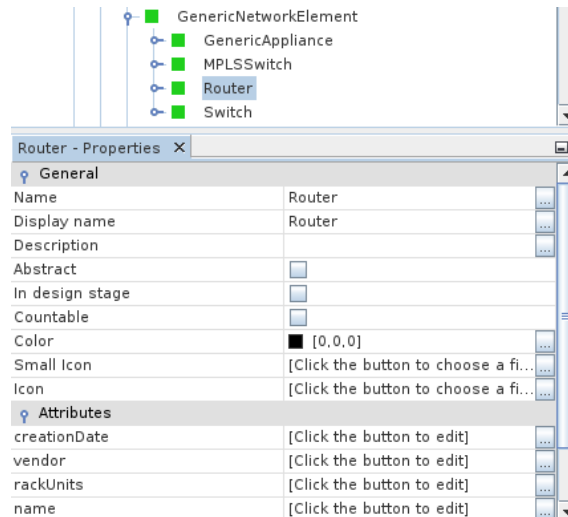 GenericNetworkElement
GenericAppliance
MPLSSwitch
Router
Switch
Router - Properties X
General
Name Router ...
Display name Router ...
Description ...
Abstract
In design stage
Countable
Color [0,0,0] ...
Small Icon [Click the button to choose a fi... ...
Icon [Click the button to choose a fi... ...
Attributes
creationDate [Click the button to edit] ...
vendor [Click the button to edit] ...
rackUnits [Click the button to edit] ...
name [Click the button to edit] ...